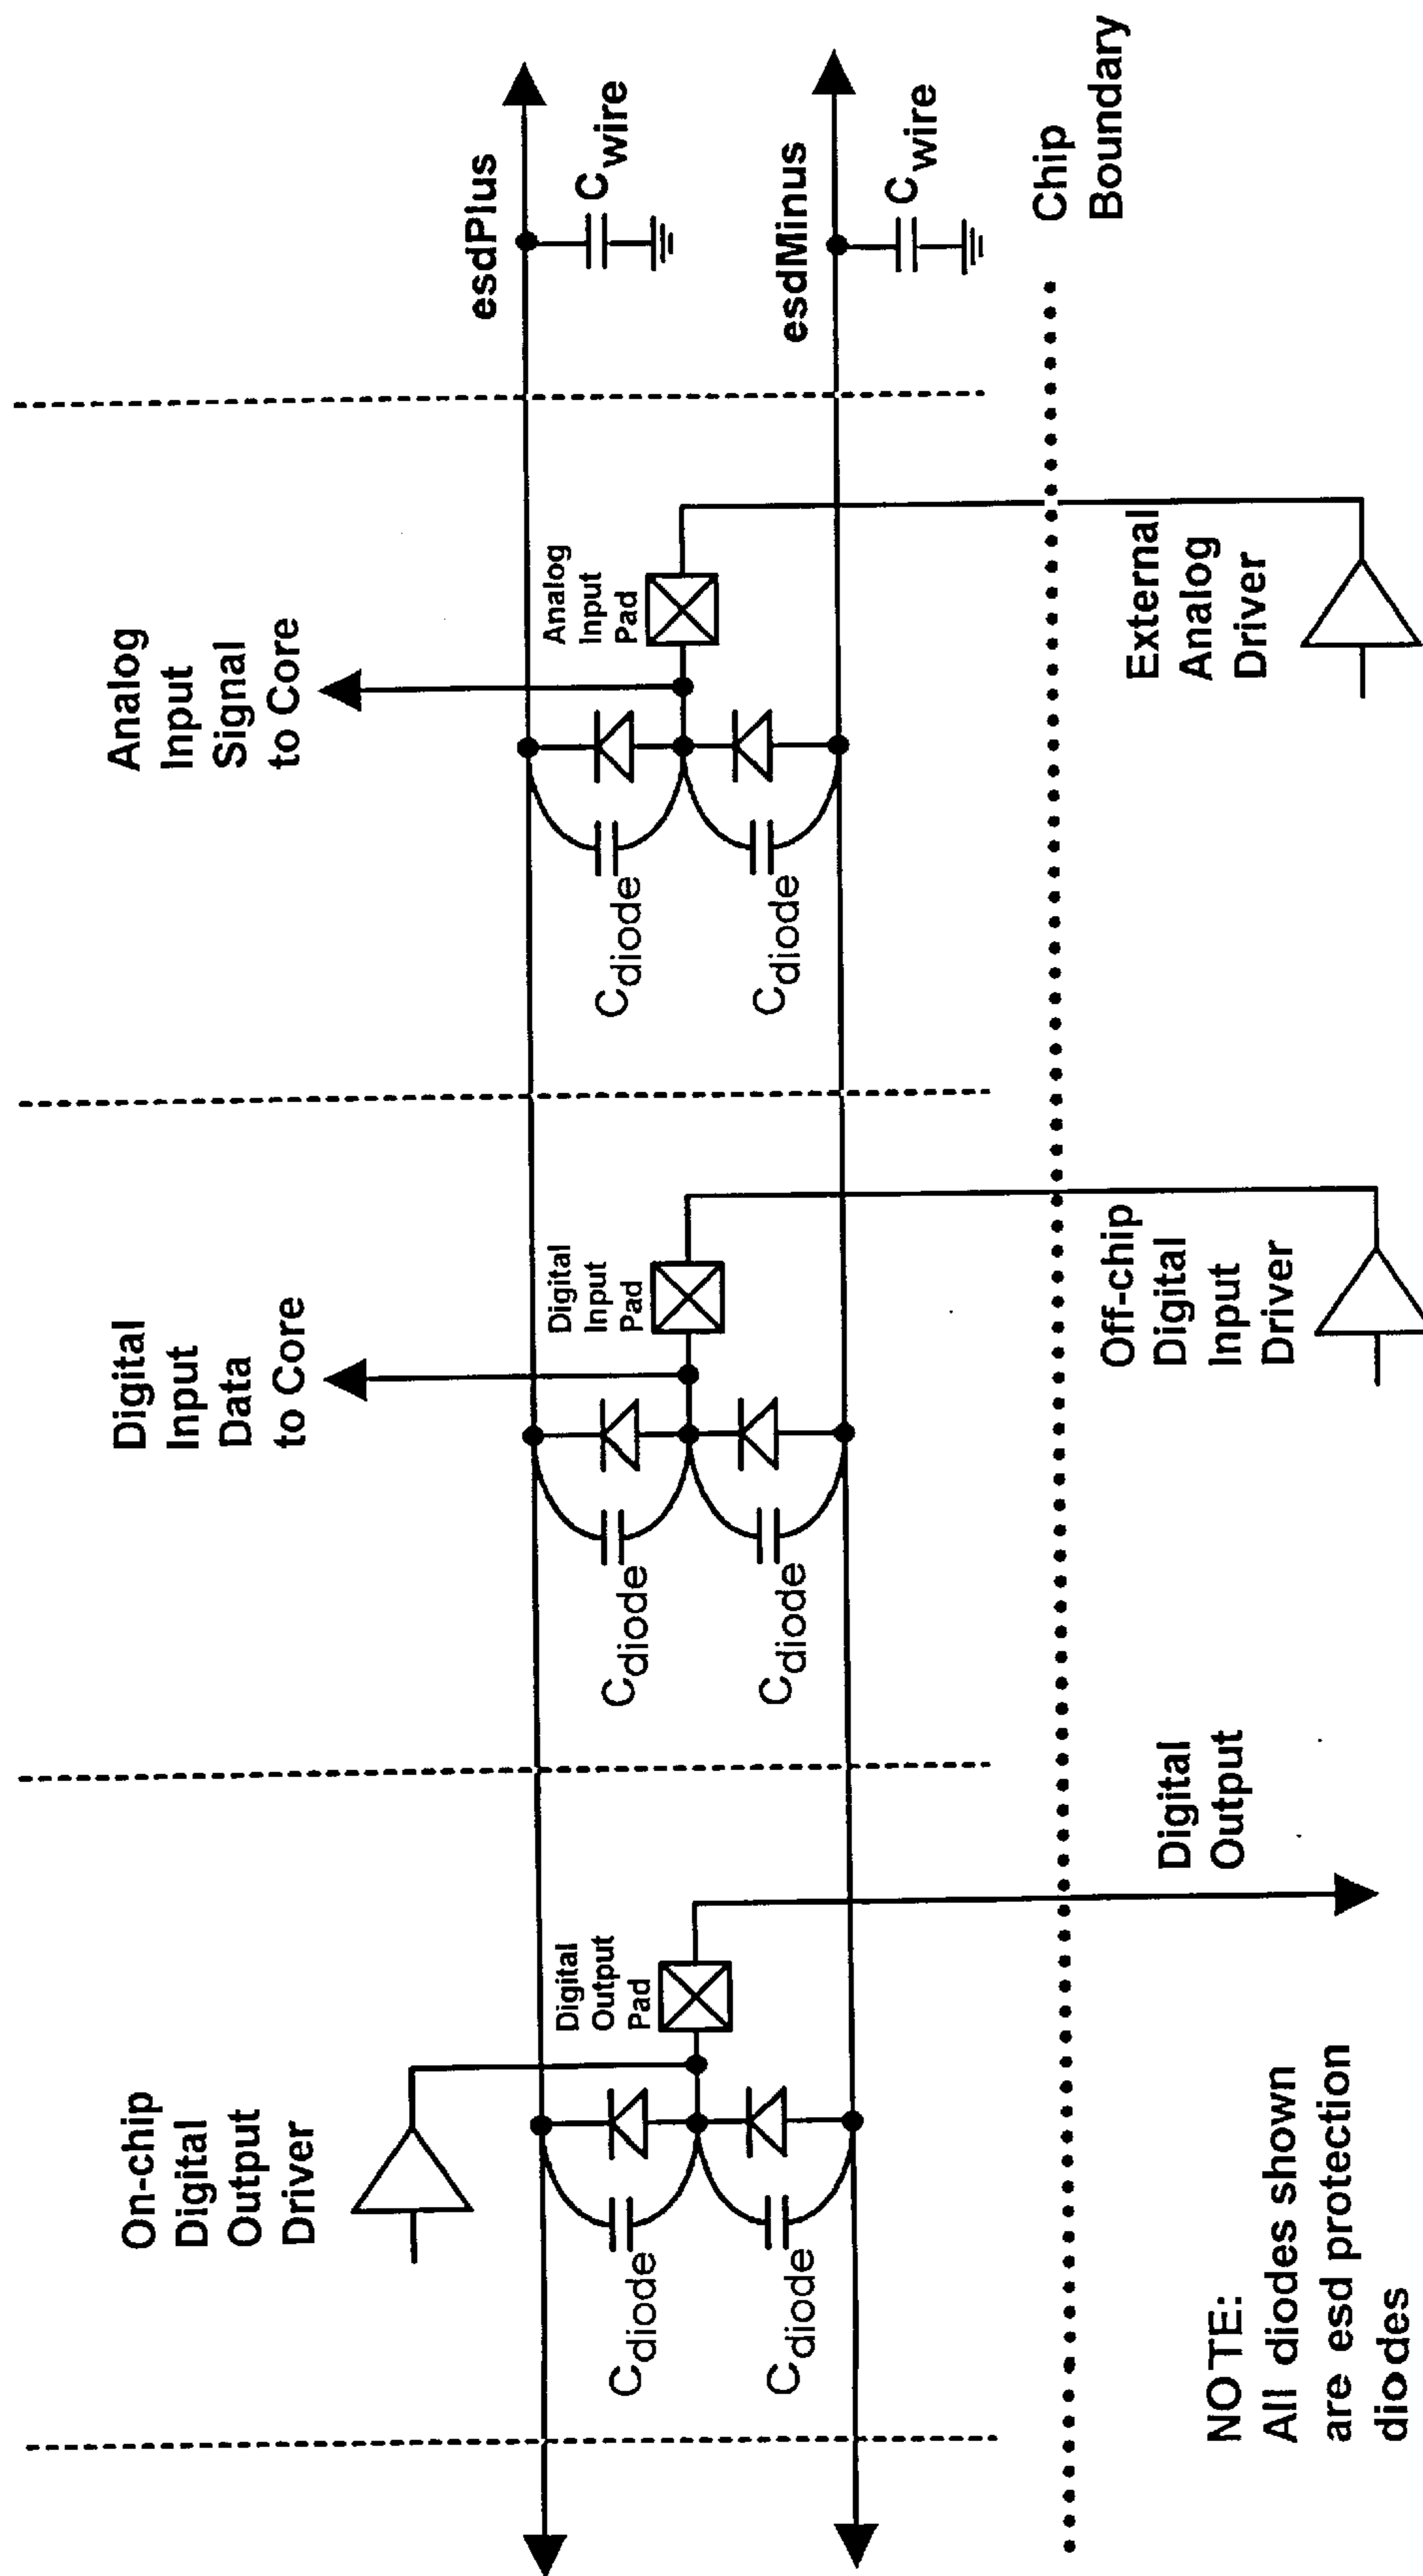 On-chip
Digital
Output
Driver
Digital
Input
Data
to Core
Analog
Input
Signal
to Core
esdPlus
Digital
Output
Pad
Digital
Input
Pad
Analog
Input
Pad
Cdiode
Cdiode
Cdiode
Cwire
esdMinus
Cdiode
Cdiode
Cdiode
Cwire
Chip
Boundary
Digital
Output
Off-chip
Digital
Input
Driver
External
Analog
Driver
NOTE:
All diodes shown
are esd protection
diodes